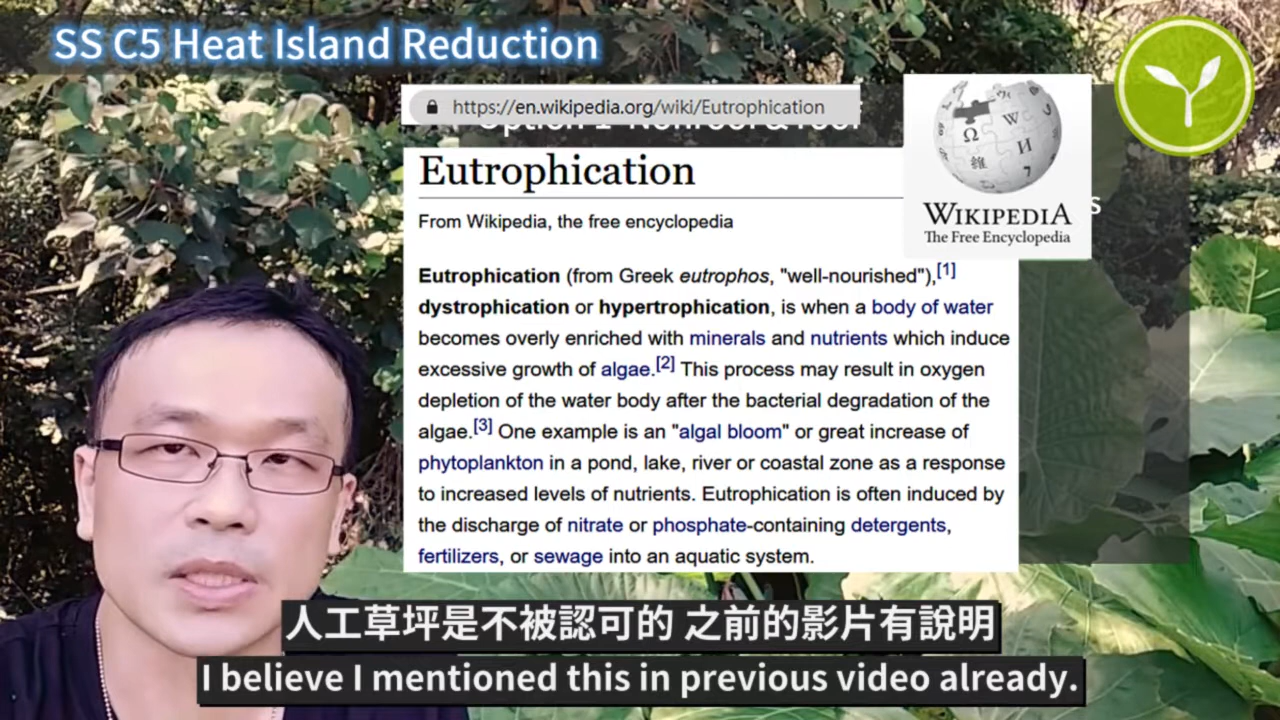 SS C5 Heat Island Reduction
https://en.wikipedia.org/wiki/Eutrophication
Eutrophication
WIKIPEDIA
The Free Encyclopedia
From Wikipedia, the free encyclopedia
Eutrophication (from Greek eutrophos, "well-nourished"),[1]
dystrophication or hypertrophication, is when a body of water
becomes overly enriched with minerals and nutrients which induce
excessive growth of algae.[2] This process may result in oxygen
depletion of the water body after the bacterial degradation of the
algae.[3] One example is an "algal bloom" or great increase of
phytoplankton in a pond, lake, river or coastal zone as a response
to increased levels of nutrients. Eutrophication is often induced by
the discharge of nitrate or phosphate-containing detergents,
fertilizers, or sewage into an aquatic system.
人工草坪是不被認可的 之前的影片有說明
I believe I mentioned this in previous video already.